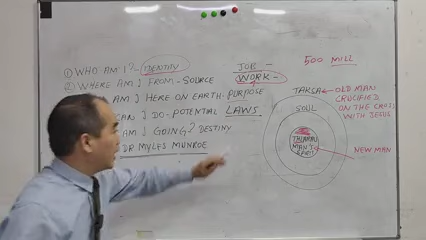 ① WHO AM I? - IDENTITY
② WHERE AM I FROM - SOURCE
AM I HERE ON EARTH - PURPOSE
CAN I DO - POTENTIAL
AM I GOING? DESTINY
DR MYLES MUNROE
JOB -
WORK -
LAWS
500 MILL
OLD MAN
CRUCIFIED
ON THE CROSS
WITH JESUS
SOUL
MAN'S
SPIRIT
NEW MAN